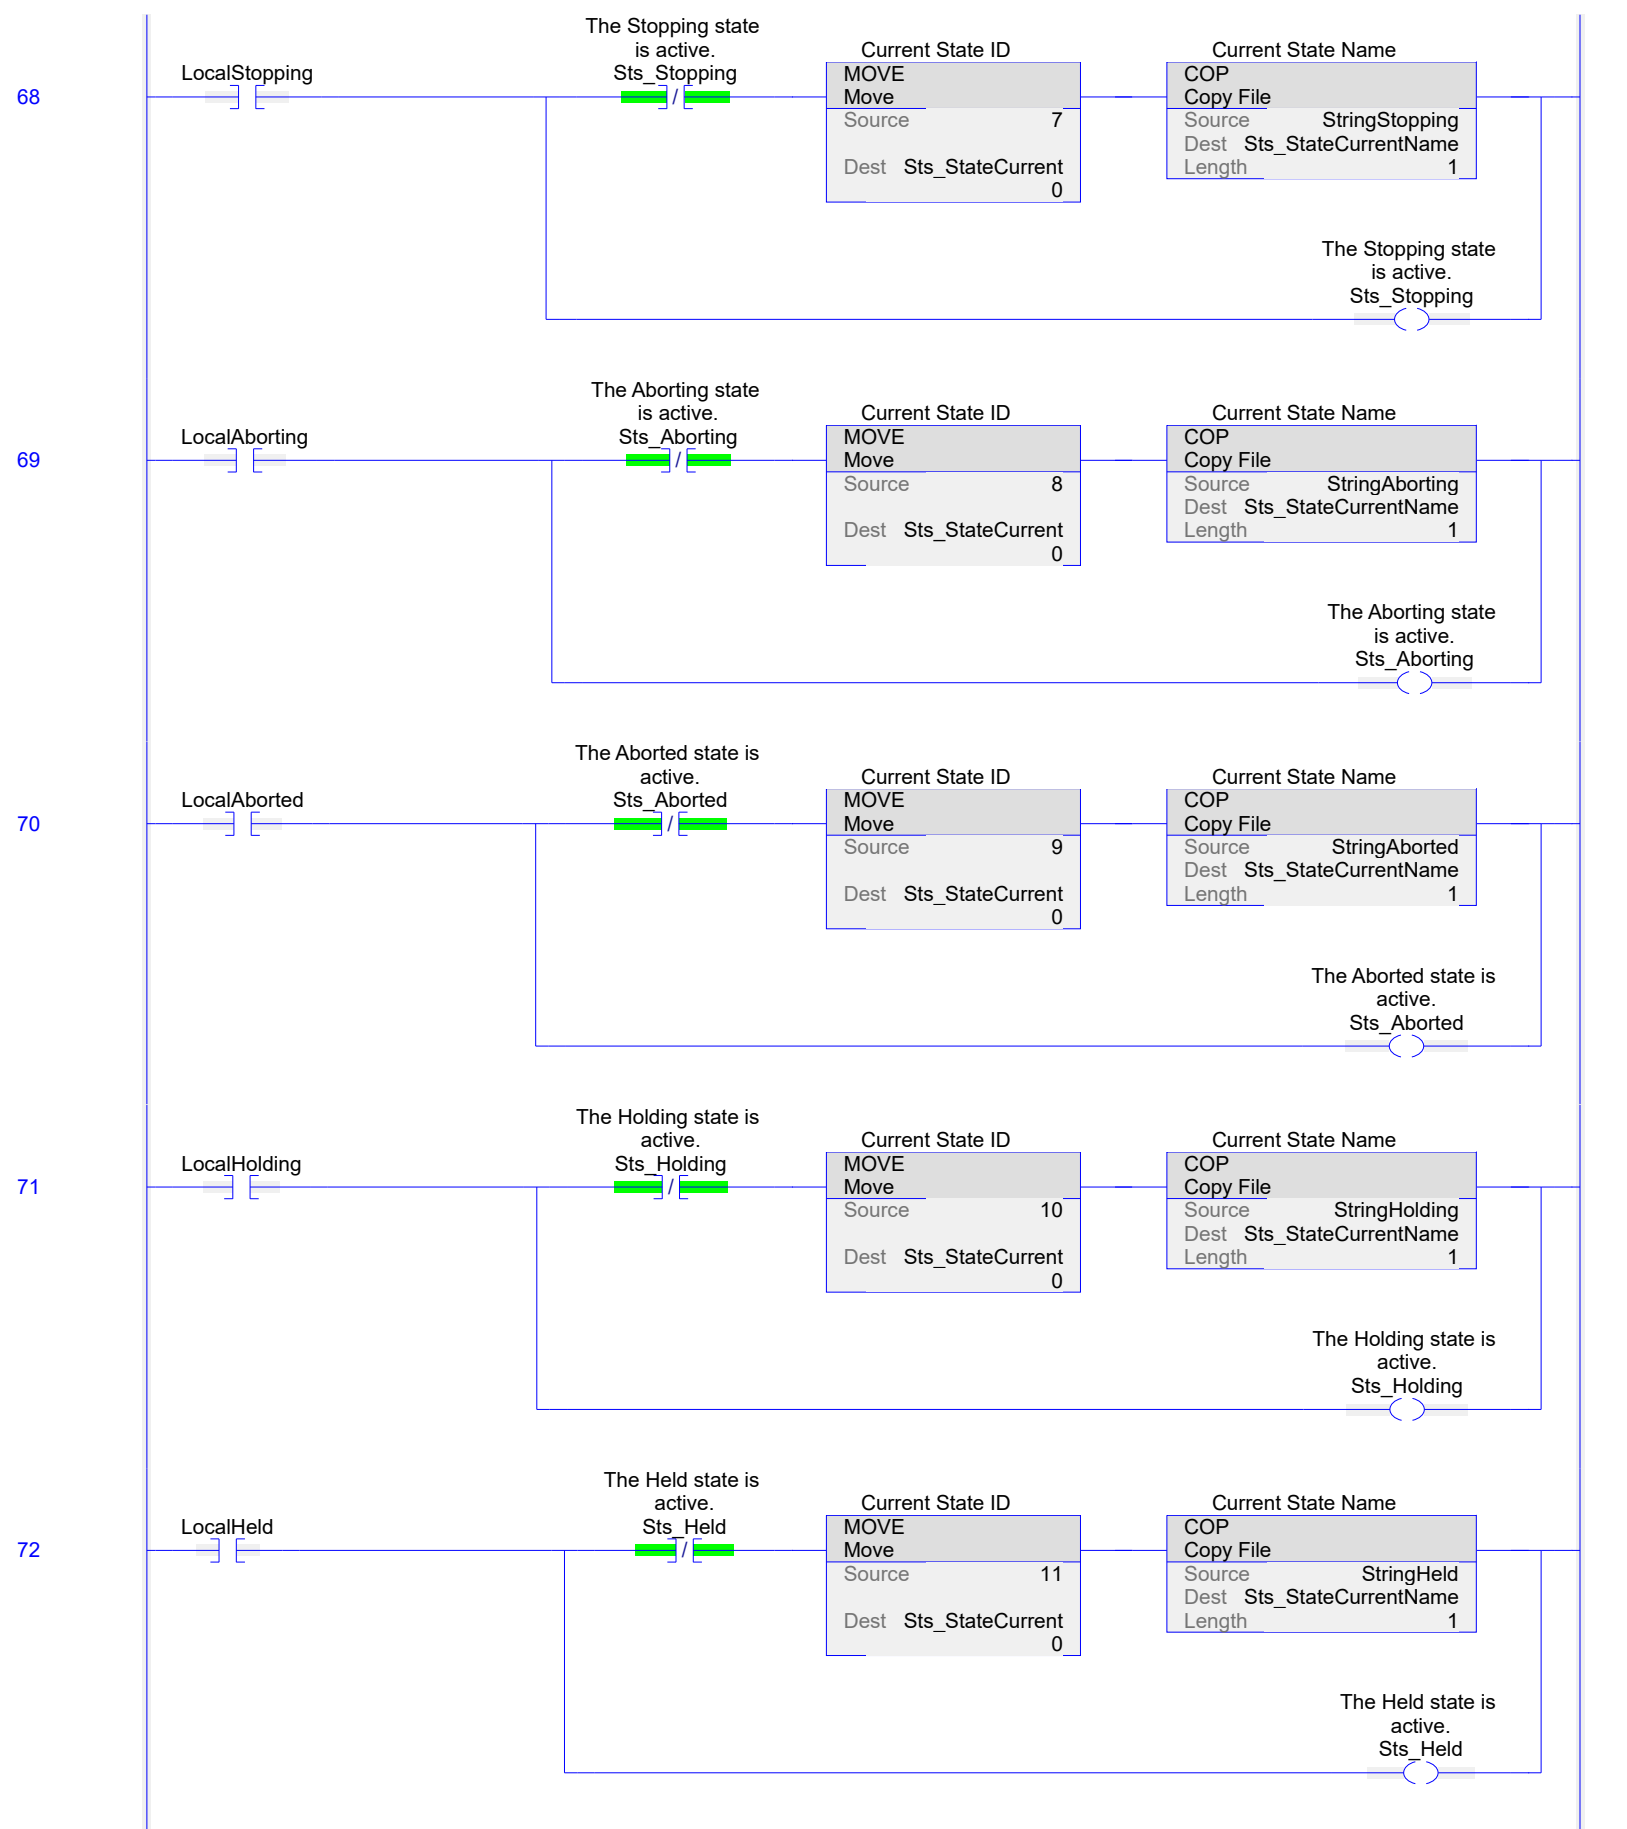 The Stopping state
is active.
Current State ID
Current State Name
LocalStopping
Sts_Stopping
MOVE
COP
68
/
Move
Copy File
Source 7
Source StringStopping
Dest Sts_StateCurrentName
Dest Sts_StateCurrent
Length 1
0
The Stopping state
is active.
Sts_Stopping
The Aborting state
is active.
Current State ID
Current State Name
LocalAborting
Sts_Aborting
MOVE
COP
69
/
Move
Copy File
Source 8
Source StringAborting
Dest Sts_StateCurrentName
Dest Sts_StateCurrent
Length 1
0
The Aborting state
is active.
Sts_Aborting
The Aborted state is
active.
Current State ID
Current State Name
LocalAborted
Sts_Aborted
MOVE
COP
70
/
Move
Copy File
Source 9
Source StringAborted
Dest Sts_StateCurrentName
Dest Sts_StateCurrent
Length 1
0
The Aborted state is
active.
Sts_Aborted
The Holding state is
active.
Current State ID
Current State Name
LocalHolding
Sts_Holding
MOVE
COP
71
/
Move
Copy File
Source 10
Source StringHolding
Dest Sts_StateCurrentName
Dest Sts_StateCurrent
Length 1
0
The Holding state is
active.
Sts_Holding
The Held state is
active.
Current State ID
Current State Name
LocalHeld
Sts_Held
MOVE
COP
72
/
Move
Copy File
Source 11
Source StringHeld
Dest Sts_StateCurrentName
Dest Sts_StateCurrent
Length 1
0
The Held state is
active.
Sts_Held